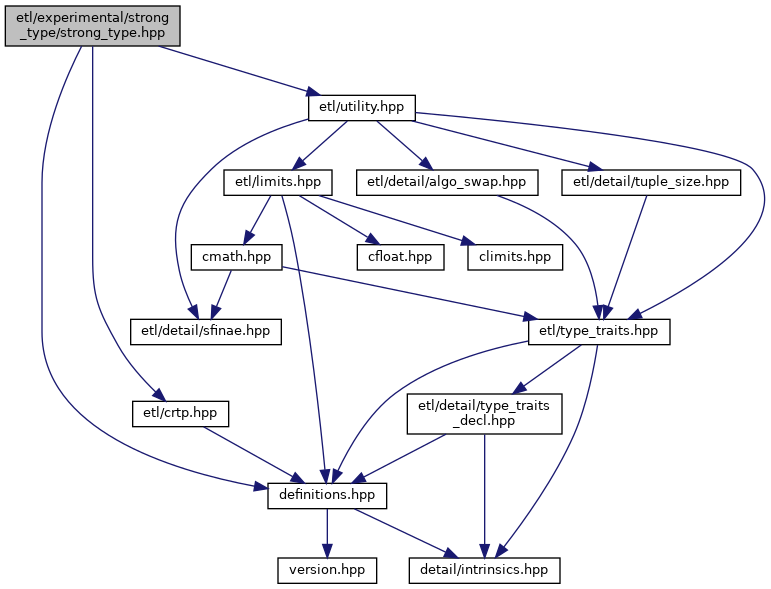 etl/experimental/strong
_type/strong_type.hpp
etl/utility.hpp
etl/limits.hpp
etl/detail/algo_swap.hpp
etl/detail/tuple_size.hpp
cmath.hpp
cfloat.hpp
climits.hpp
etl/detail/sfinae.hpp
etl/type_traits.hpp
etl/crtp.hpp
etl/detail/type_traits
_decl.hpp
definitions.hpp
version.hpp
detail/intrinsics.hpp